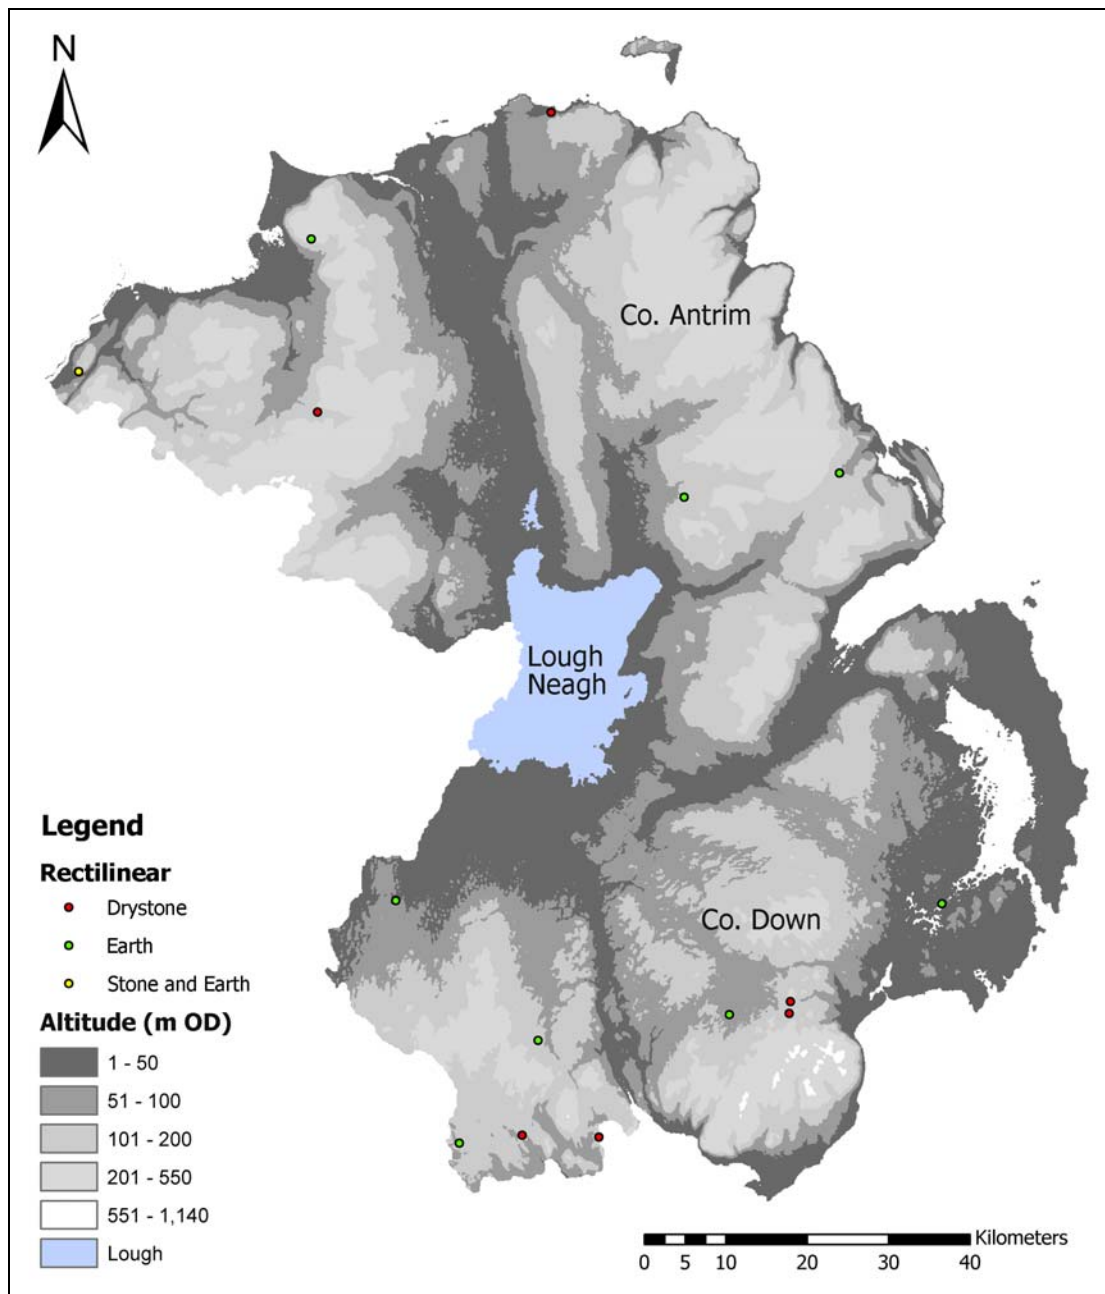 N
Co. Antrim
Lough
Neagh
Co. Down
Legend
Rectilinear
Drystone
Earth
Stone and Earth
Altitude (m OD)
1 - 50
51 - 100
101 - 200
201 - 550
551 - 1,140
Lough
Kilometers
0 5 10 20 30 40